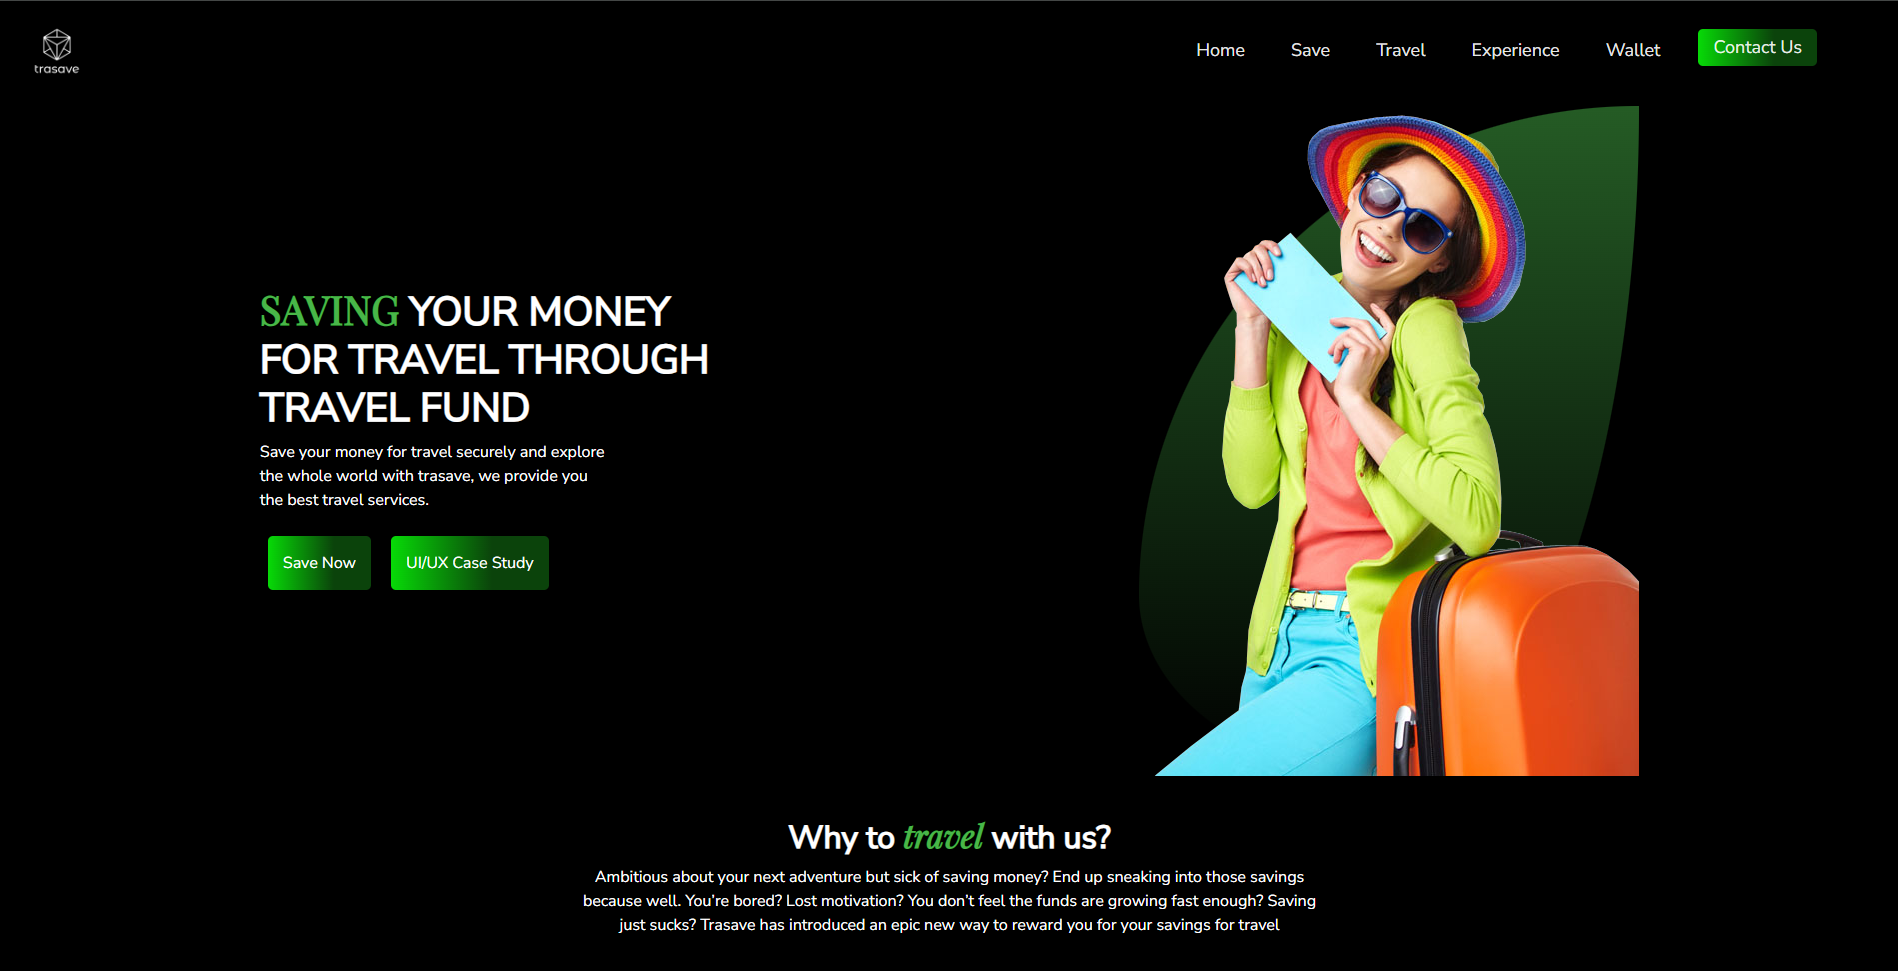 trasave
Home Save Travel Experience Wallet Contact Us
SAVING YOUR MONEY
FOR TRAVEL THROUGH
TRAVEL FUND
Save your money for travel securely and explore
the whole world with trasave, we provide you
the best travel services.
Save Now UI/UX Case Study
Why to travel with us?
Ambitious about your next adventure but sick of saving money? End up sneaking into those savings
because well. You’re bored? Lost motivation? You don’t feel the funds are growing fast enough? Saving
just sucks? Trasave has introduced an epic new way to reward you for your savings for travel